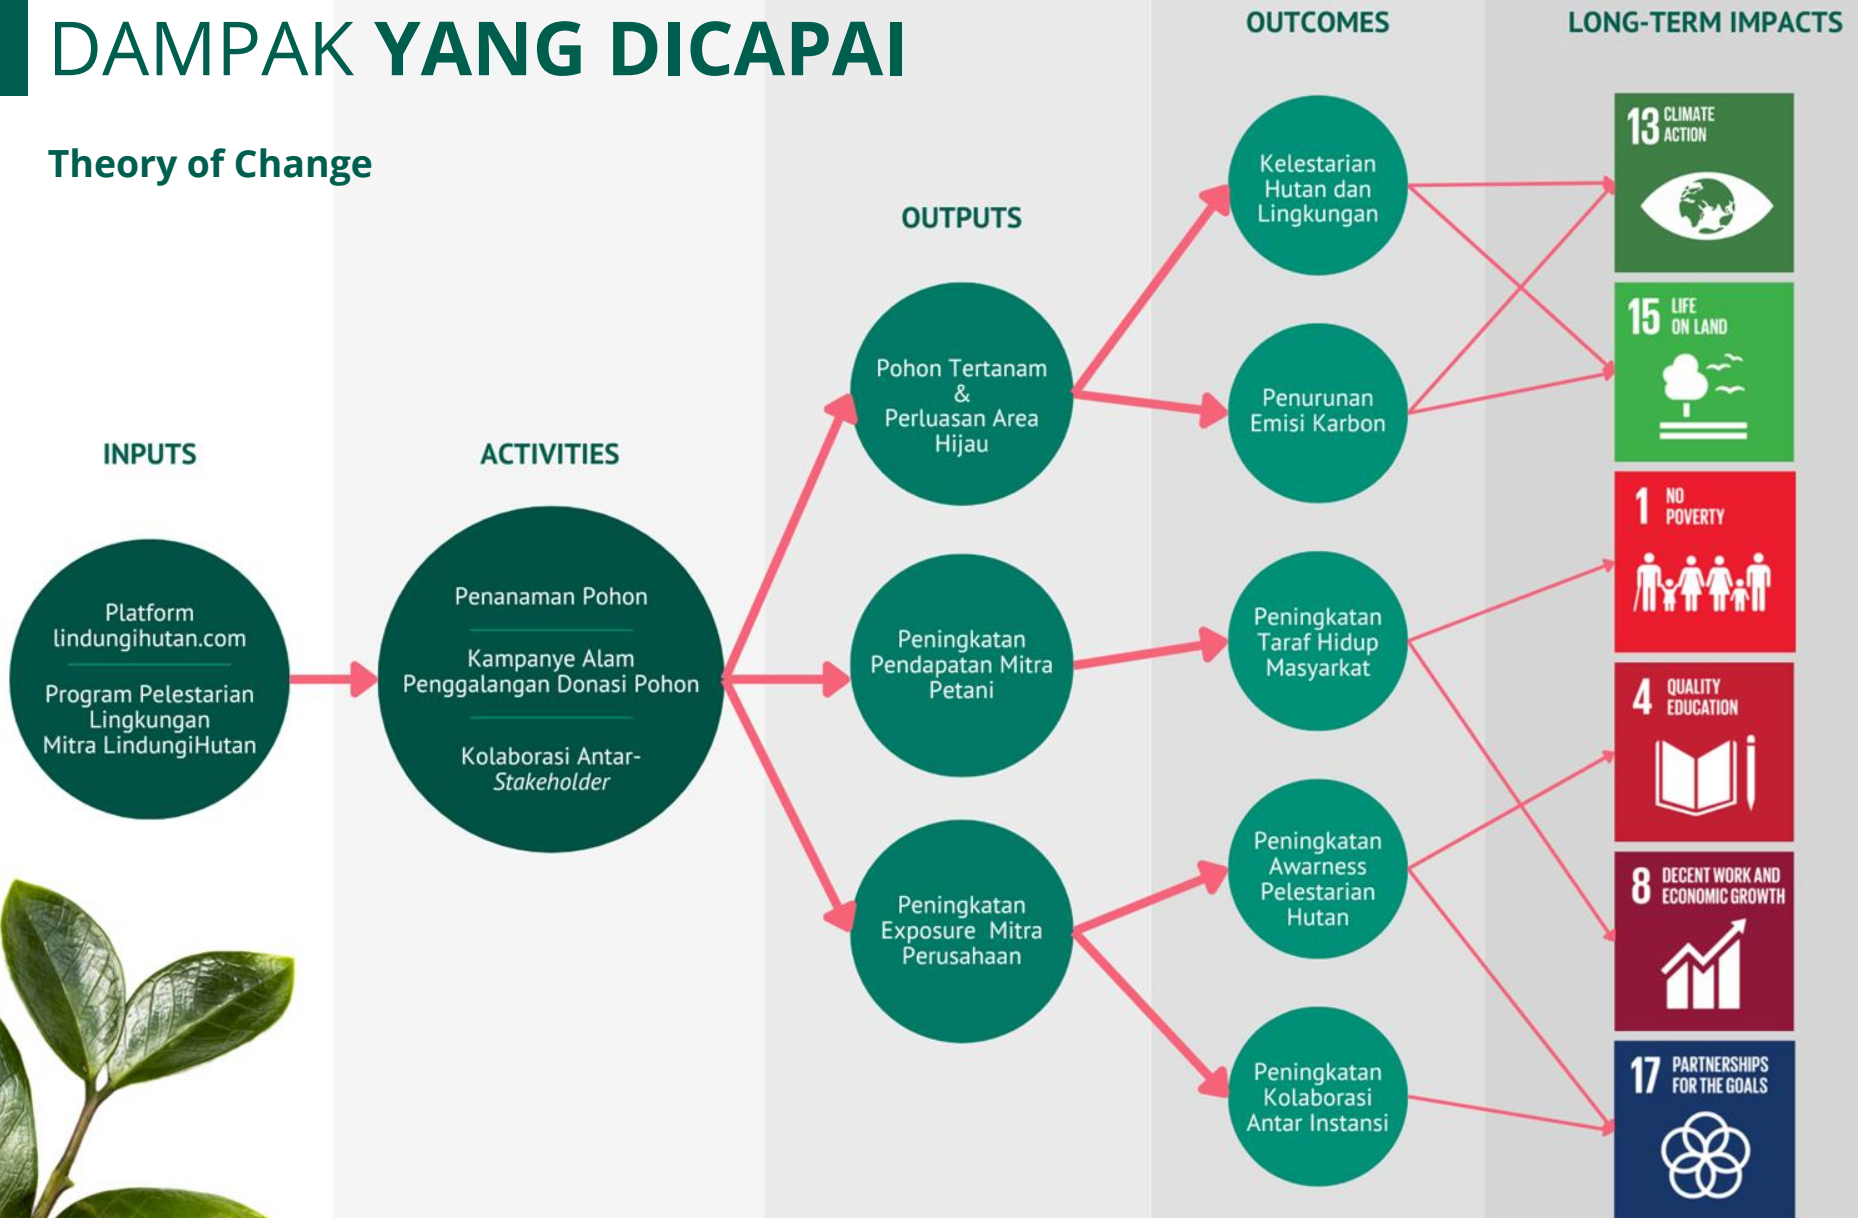 DAMPAK YANG DICAPAI
Theory of Change
INPUTS
Platform
lindungihutan.com
Program Pelestarian
Lingkungan
Mitra LindungiHutan
ACTIVITIES
Penanaman Pohon
Kampanye Alam
Penggalangan Donasi Pohon
Kolaborasi Antar-
Stakeholder
OUTPUTS
Pohon Tertanam
&
Perluasan Area
Hijau
Peningkatan
Pendapatan Mitra
Petani
Peningkatan
Exposure Mitra
Perusahaan
OUTCOMES
Kelestarian
Hutan dan
Lingkungan
Penurunan
Emisi Karbon
Peningkatan
Taraf Hidup
Masyarkat
Peningkatan
Awarness
Pelestarian
Hutan
Peningkatan
Kolaborasi
Antar Instansi
LONG-TERM IMPACTS
13 CLIMATE
ACTION
15 LIFE
ON LAND
1 NO
POVERTY
4 QUALITY
EDUCATION
8 DECENT WORK AND
ECONOMIC GROWTH
17 PARTNERSHIPS
FOR THE GOALS